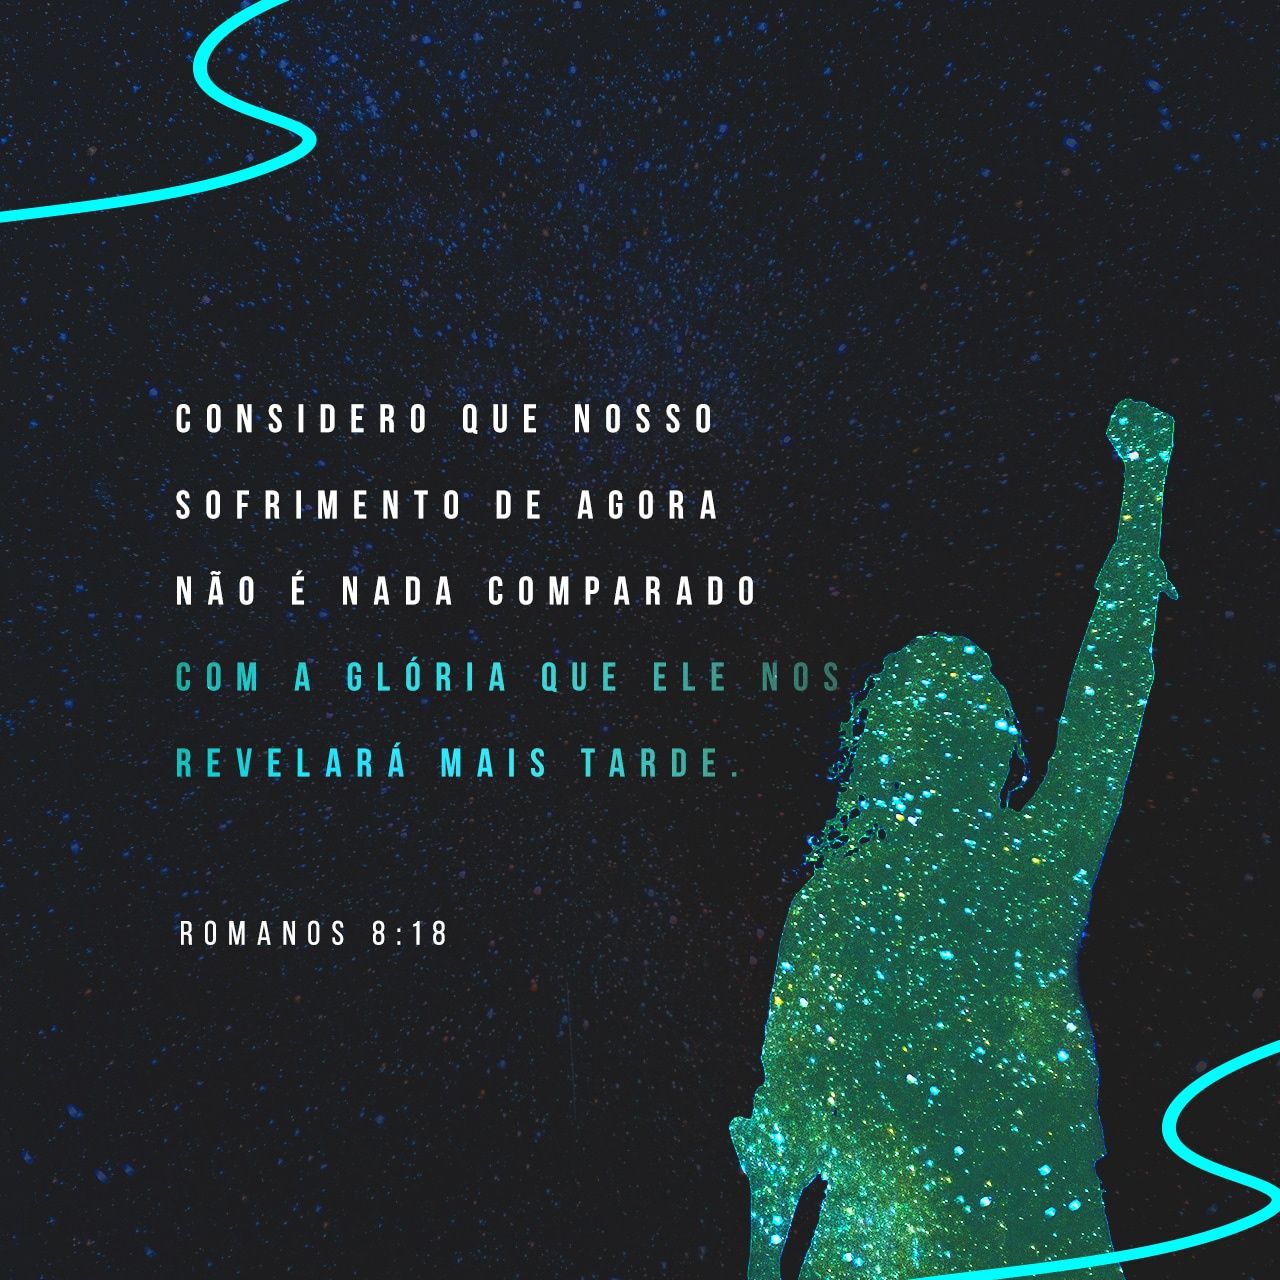 CONSIDERO QUE NOSSO
SOFRIMENTO DE AGORA
NÃO É NADA COMPARADO
COM A GLÓRIA QUE ELE NOS
REVELARÁ MAIS TARDE.
ROMANOS 8:18